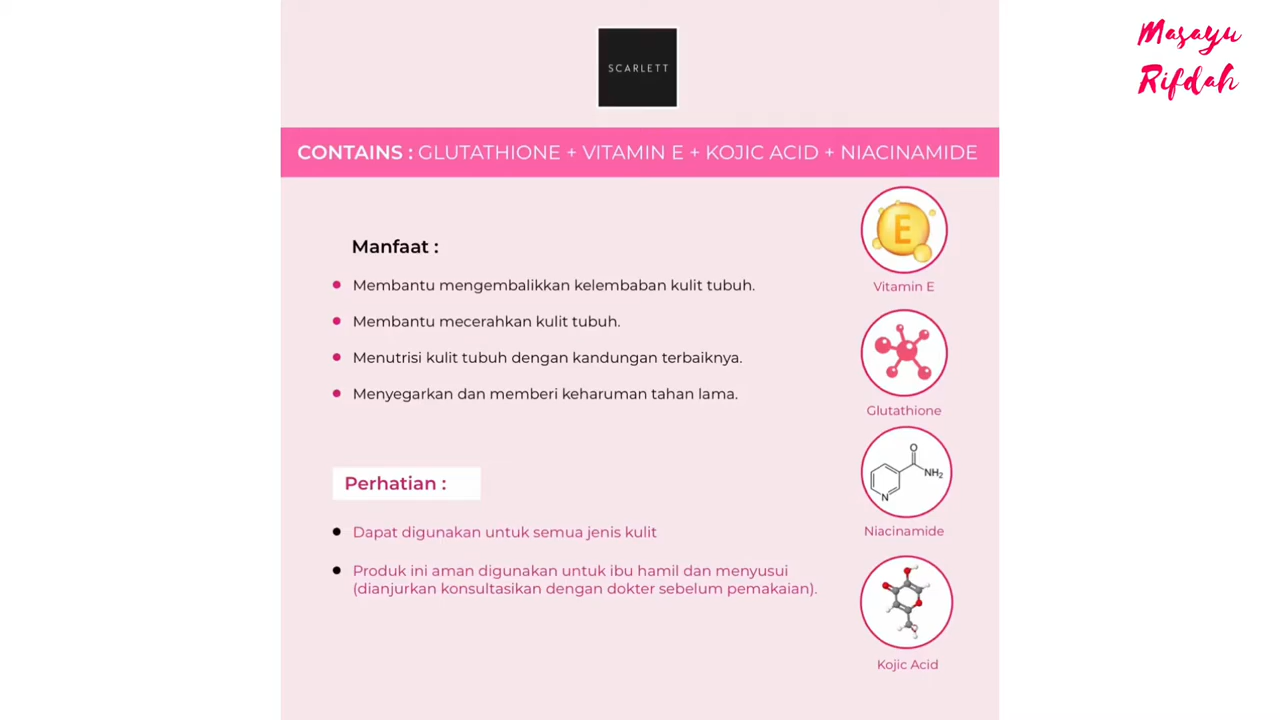 Masayu
Rifdah
SCARLETT
CONTAINS : GLUTATHIONE + VITAMIN E + KOJIC ACID + NIACINAMIDE
Manfaat :
Membantu mengembalikkan kelembaban kulit tubuh.
Membantu mecerahkan kulit tubuh.
Menutrisi kulit tubuh dengan kandungan terbaiknya.
Menyegarkan dan memberi keharuman tahan lama.
Perhatian :
Dapat digunakan untuk semua jenis kulit
Produk ini aman digunakan untuk ibu hamil dan menyusui
(dianjurkan konsultasikan dengan dokter sebelum pemakaian).
E
Vitamin E
Glutathione
O
NH2
N
Niacinamide
Kojic Acid